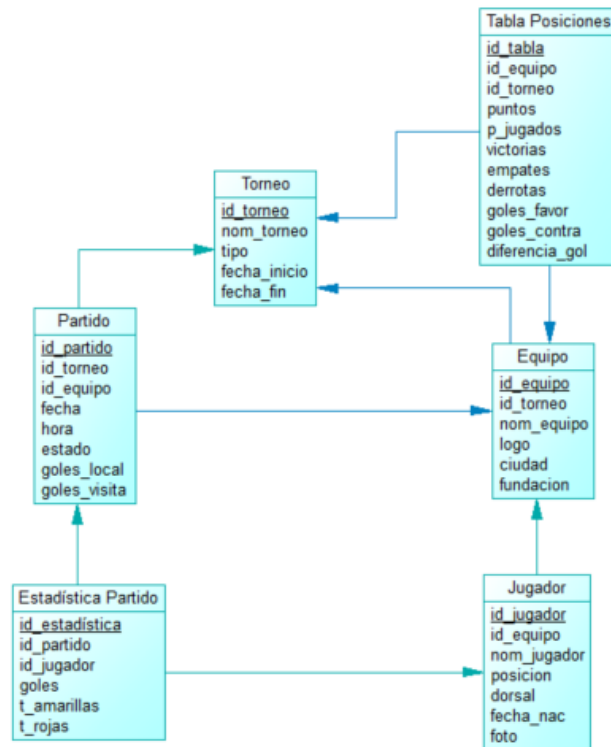 Tabla Posiciones
id_tabla
id_equipo
id_torneo
puntos
p_jugados
victorias
empates
derrotas
goles_favor
goles_contra
diferencia_gol
Torneo
id_torneo
nom_torneo
tipo
fecha_inicio
fecha_fin
Partido
id_partido
id_torneo
id_equipo
fecha
hora
estado
goles_local
goles_visita
Equipo
id_equipo
id_torneo
nom_equipo
logo
ciudad
fundacion
Estadística Partido
id_estadística
id_partido
id_jugador
goles
t_amarillas
t_rojas
Jugador
id_jugador
id_equipo
nom_jugador
posicion
dorsal
fecha_nac
foto